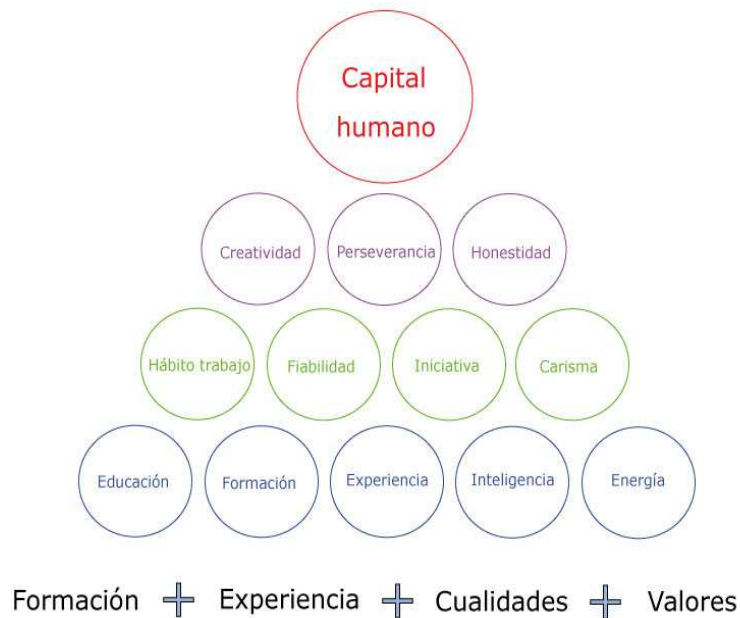 Capital
humano
Creatividad Perseverancia Honestidad
Hábito trabajo Fiabilidad Iniciativa Carisma
Educación Formación Experiencia Inteligencia Energía
Formación + Experiencia + Cualidades + Valores